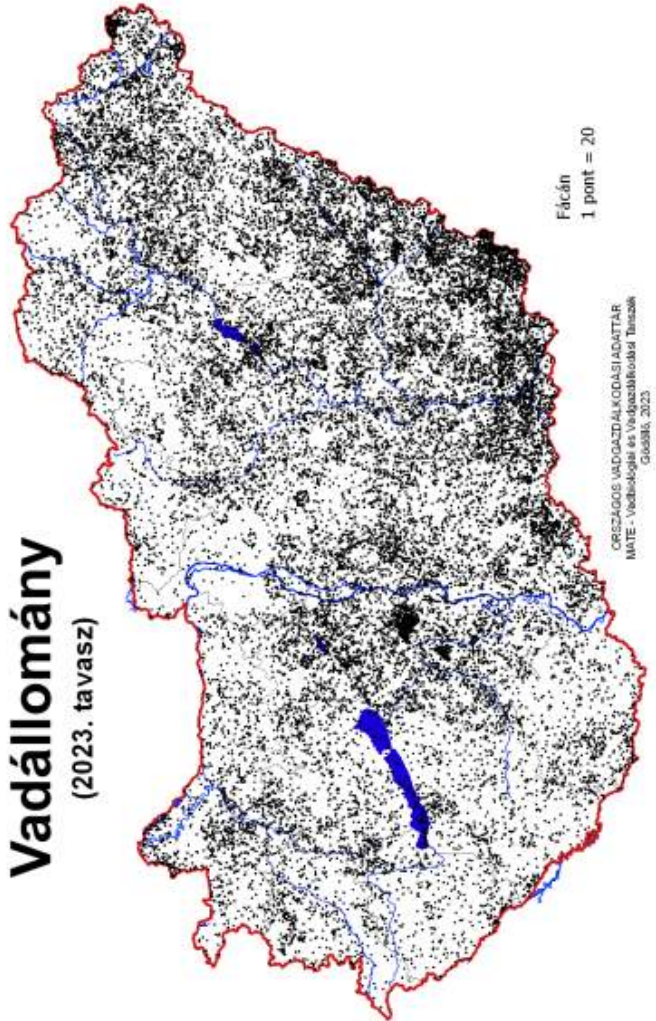 Vadállomány
(2023. tavasz)
Fácán
1 pont = 20
ORSZÁGOS VADGAZDÁLKODÁSI ADATTÁR
MATE - Vadbiológiai és Vadgazdálkodási Tanszék
Gödöllő, 2023